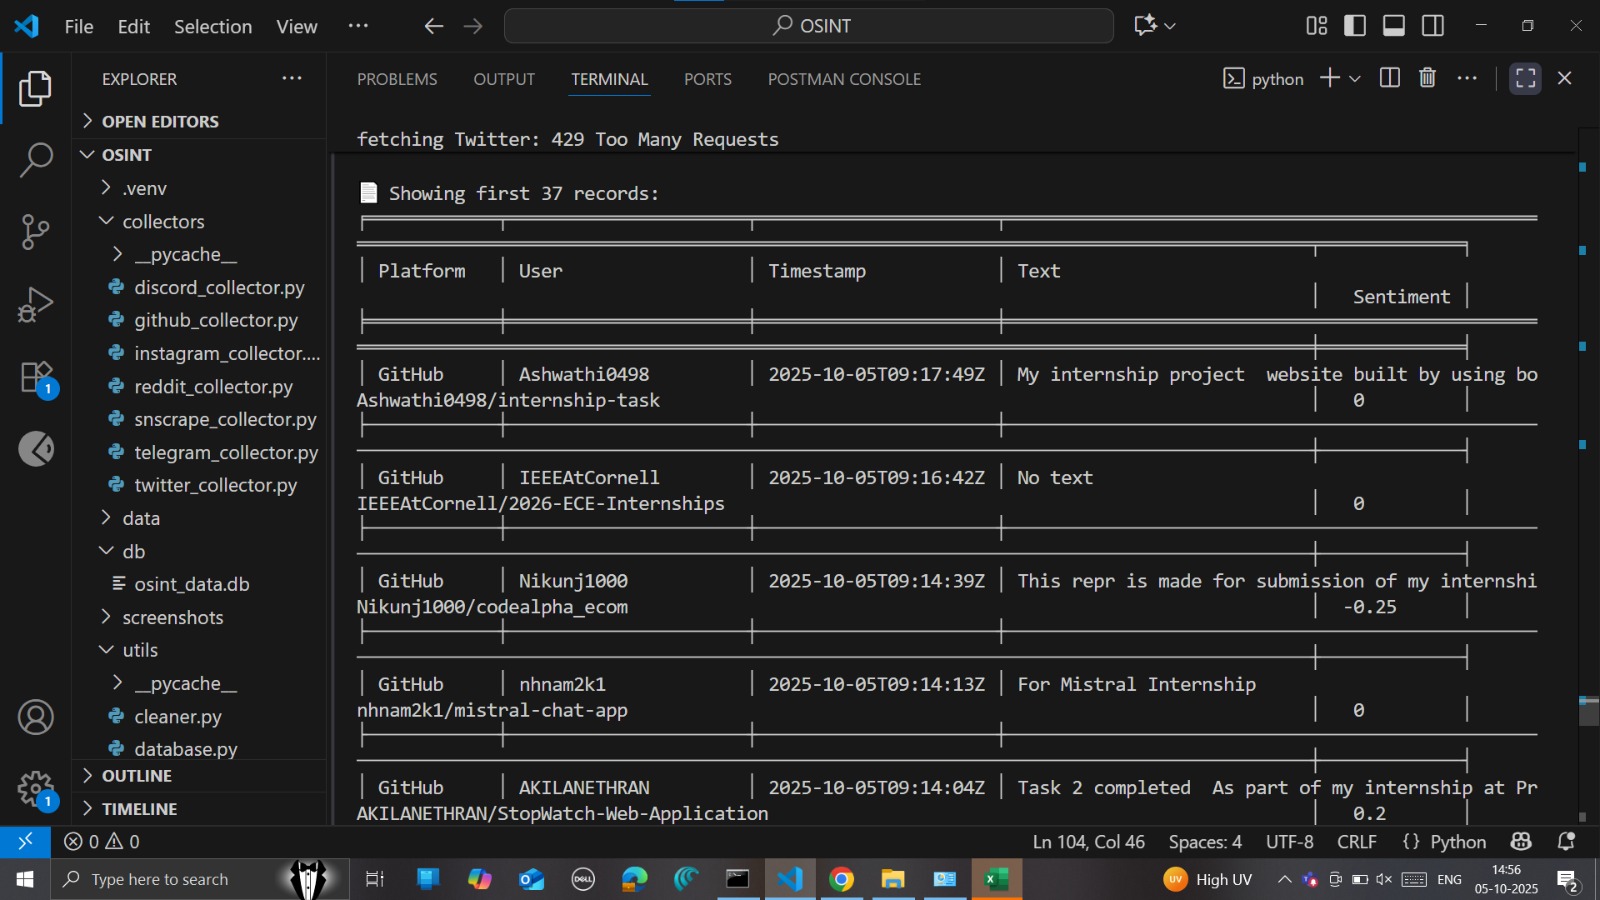 File Edit Selection View ··· OSINT
EXPLORER ···
OPEN EDITORS
OSINT
.venv
collectors
__pycache__
discord_collector.py
github_collector.py
instagram_collector....
reddit_collector.py
snscrape_collector.py
telegram_collector.py
twitter_collector.py
data
db
osint_data.db
screenshots
utils
__pycache__
cleaner.py
database.py
OUTLINE
TIMELINE
1
1
PROBLEMS OUTPUT TERMINAL PORTS POSTMAN CONSOLE python ···
fetching Twitter: 429 Too Many Requests
Showing first 37 records:
Platform User Timestamp Text
Sentiment
GitHub Ashwathi0498 2025-10-05T09:17:49Z My internship project website built by using bo
Ashwathi0498/internship-task 0
GitHub IEEEAtCornell 2025-10-05T09:16:42Z No text
IEEEAtCornell/2026-ECE-Internships 0
GitHub Nikunj1000 2025-10-05T09:14:39Z This repr is made for submission of my internshi
Nikunj1000/codealpha_ecom -0.25
GitHub nhnam2k1 2025-10-05T09:14:13Z For Mistral Internship
nhnam2k1/mistral-chat-app 0
GitHub AKILANETHRAN 2025-10-05T09:14:04Z Task 2 completed As part of my internship at Pr
AKILANETHRAN/StopWatch-Web-Application 0.2
0 0 Ln 104, Col 46 Spaces: 4 UTF-8 CRLF {} Python
Type here to search DELL UV High UV ENG 14:56
05-10-2025
2